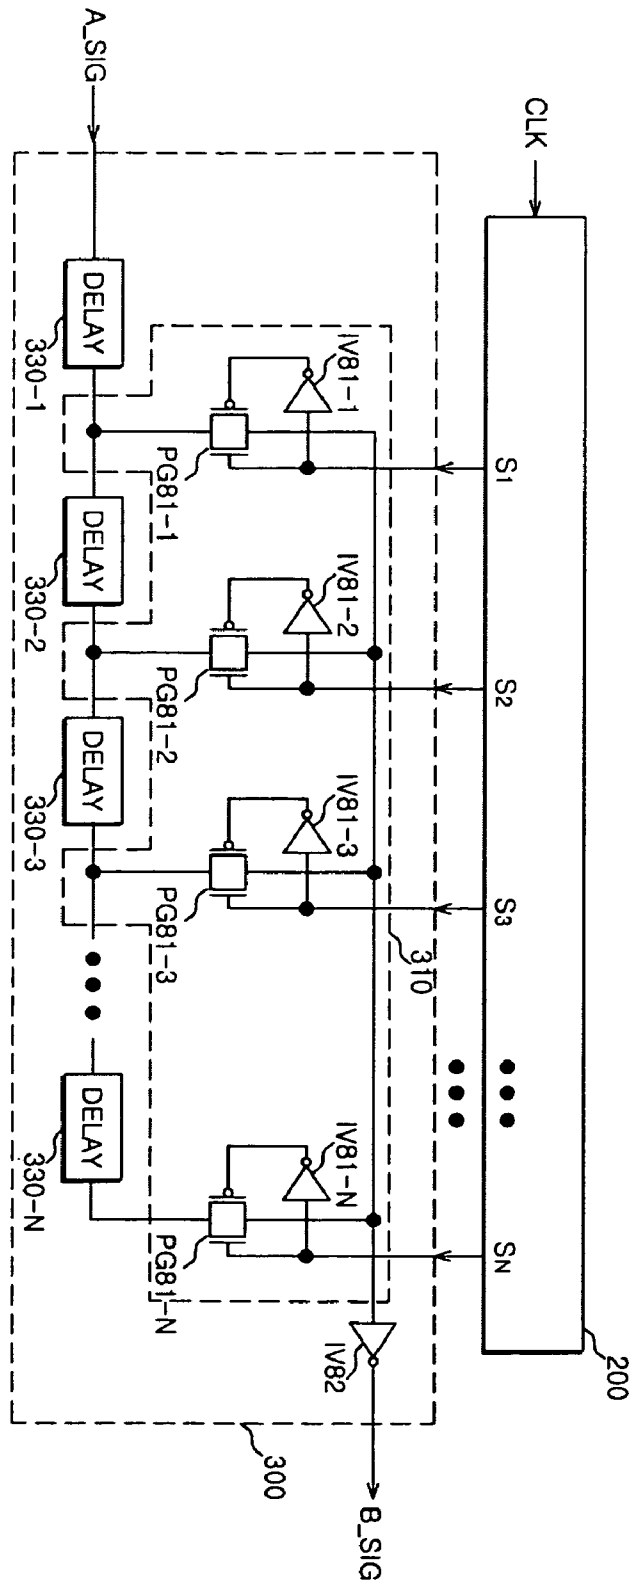 CLK
200
S1
S2
S3
SN
IV81-1
IV81-2
IV81-3
310
IV81-N
PG81-1
PG81-2
PG81-3
PG81-N
IV82
B_SIG
A_SIG
DELAY
DELAY
DELAY
DELAY
330-1
330-2
330-3
330-N
300